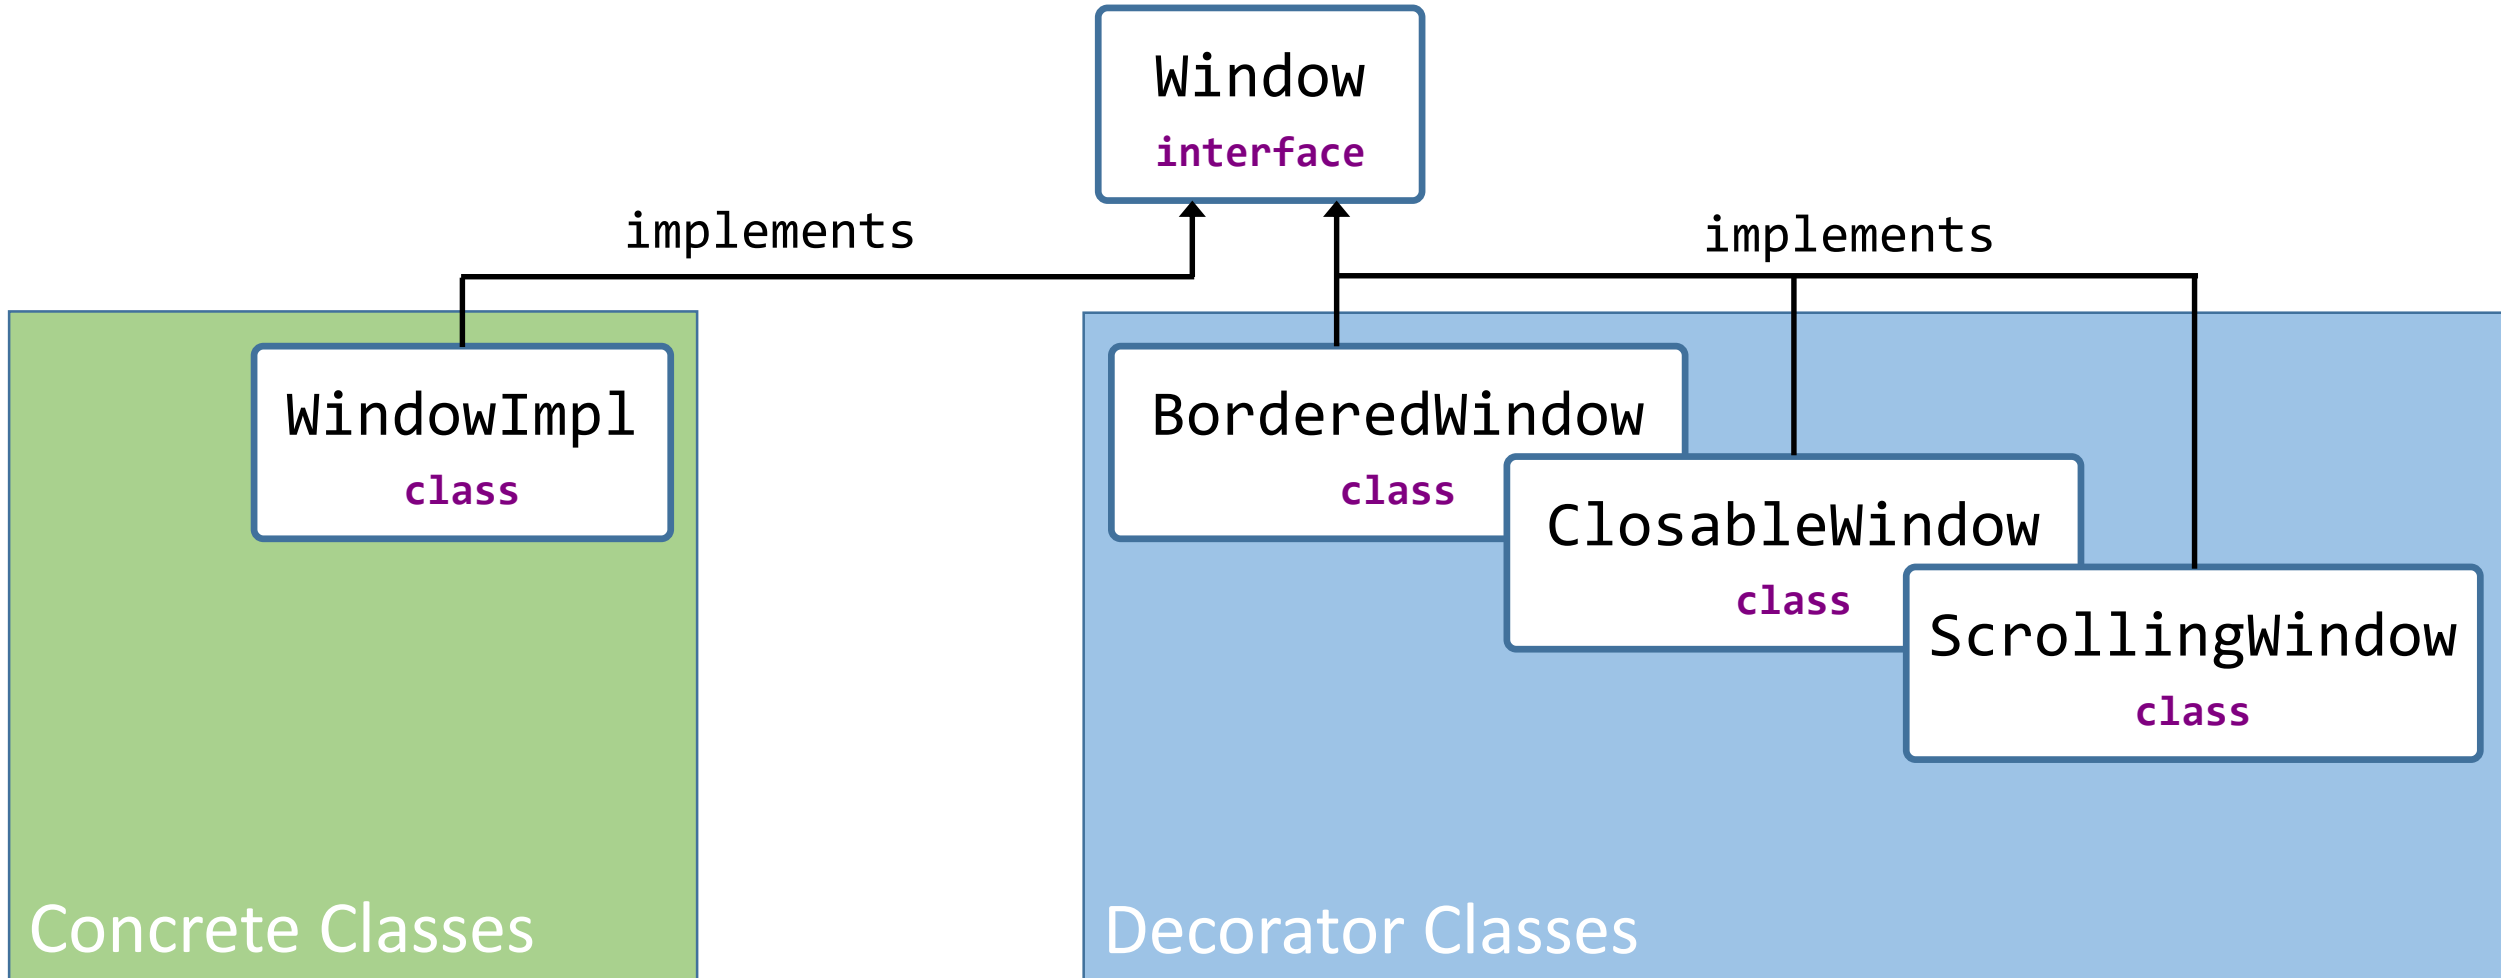 Window
interface
implements
implements
WindowImpl
class
BorderedWindow
class
ClosableWindow
class
ScrollingWindow
class
Concrete Classes
Decorator Classes